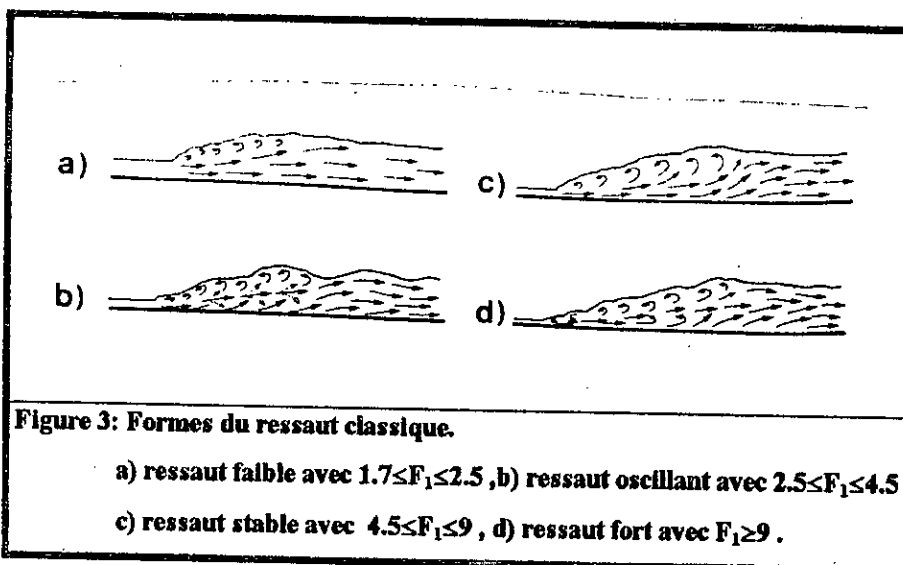 a)
c)
b)
d)
Figure 3: Formes du ressaut classique.
a) ressaut faible avec 1.7≤F₁≤2.5 ,b) ressaut oscillant avec 2.5≤F₁≤4.5
c) ressaut stable avec 4.5≤F₁≤9 , d) ressaut fort avec F₁≥9 .